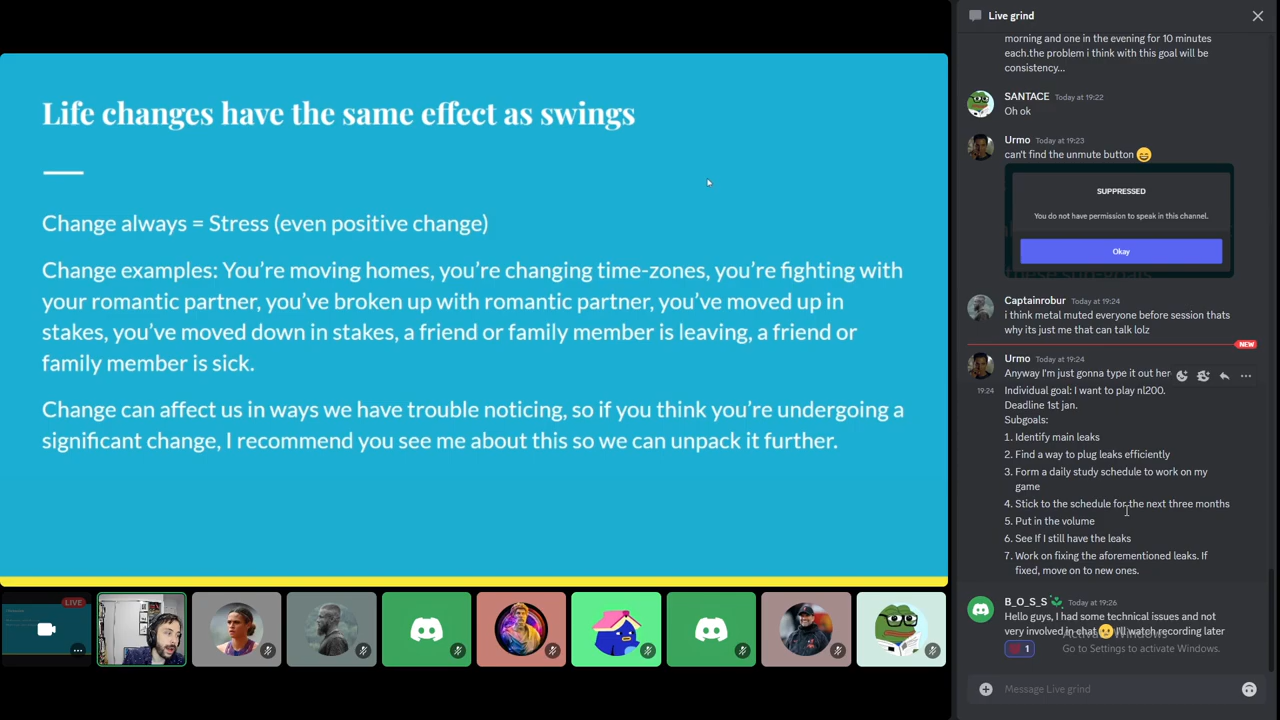 Life changes have the same effect as swings
Change always = Stress (even positive change)
Change examples: You're moving homes, you're changing time-zones, you're fighting with
your romantic partner, you've broken up with romantic partner, you've moved up in
stakes, you've moved down in stakes, a friend or family member is leaving, a friend or
family member is sick.
Change can affect us in ways we have trouble noticing, so if you think you're undergoing a
significant change, I recommend you see me about this so we can unpack it further.
LIVE
Live grind
morning and one in the evening for 10 minutes
each.the problem i think with this goal will be
consistency...
SANTACE Today at 19:22
Oh ok
Urmo Today at 19:23
can't find the unmute button
SUPPRESSED
You do not have permission to speak in this channel.
Okay
these sub-goals
Captainrobur Today at 19:24
i think metal muted everyone before session thats
why its just me that can talk lolz
NEW
Urmo Today at 19:24
Anyway I'm just gonna type it out her
19:24 Individual goal: I want to play nl200.
Deadline 1st jan.
Subgoals:
1. Identify main leaks
2. Find a way to plug leaks efficiently
3. Form a daily study schedule to work on my
game
4. Stick to the schedule for the next three months
5. Put in the volume
6. See If I still have the leaks
7. Work on fixing the aforementioned leaks. If
fixed, move on to new ones.
B_O_S_S Today at 19:26
Hello guys, I had some technical issues and not
very involved in chat I'll watch recording later
1
Activate Windows
Go to Settings to activate Windows.
Message Live grind